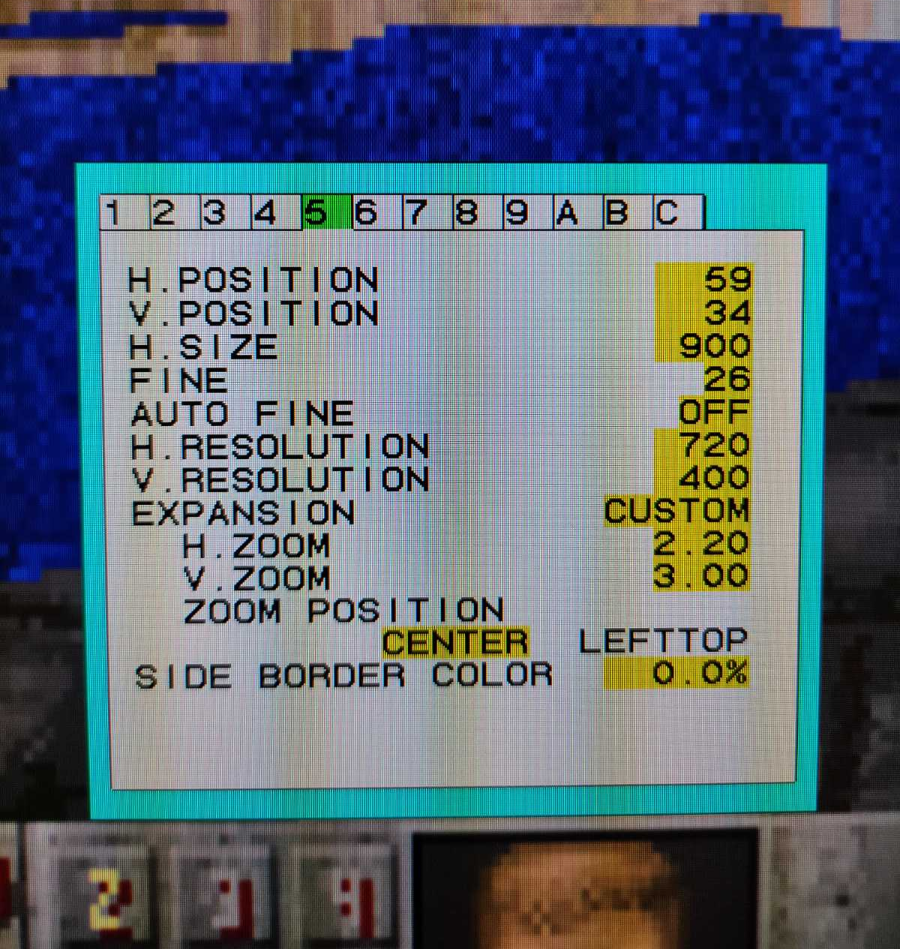 1 2 3 4 5 6 7 8 9 A B C
H.POSITION 59
V.POSITION 34
H.SIZE 900
FINE 26
AUTO FINE OFF
H.RESOLUTION 720
V.RESOLUTION 400
EXPANSION CUSTOM
H.ZOOM 2.20
V.ZOOM 3.00
ZOOM POSITION
CENTER LEFTTOP
SIDE BORDER COLOR 0.0%
2